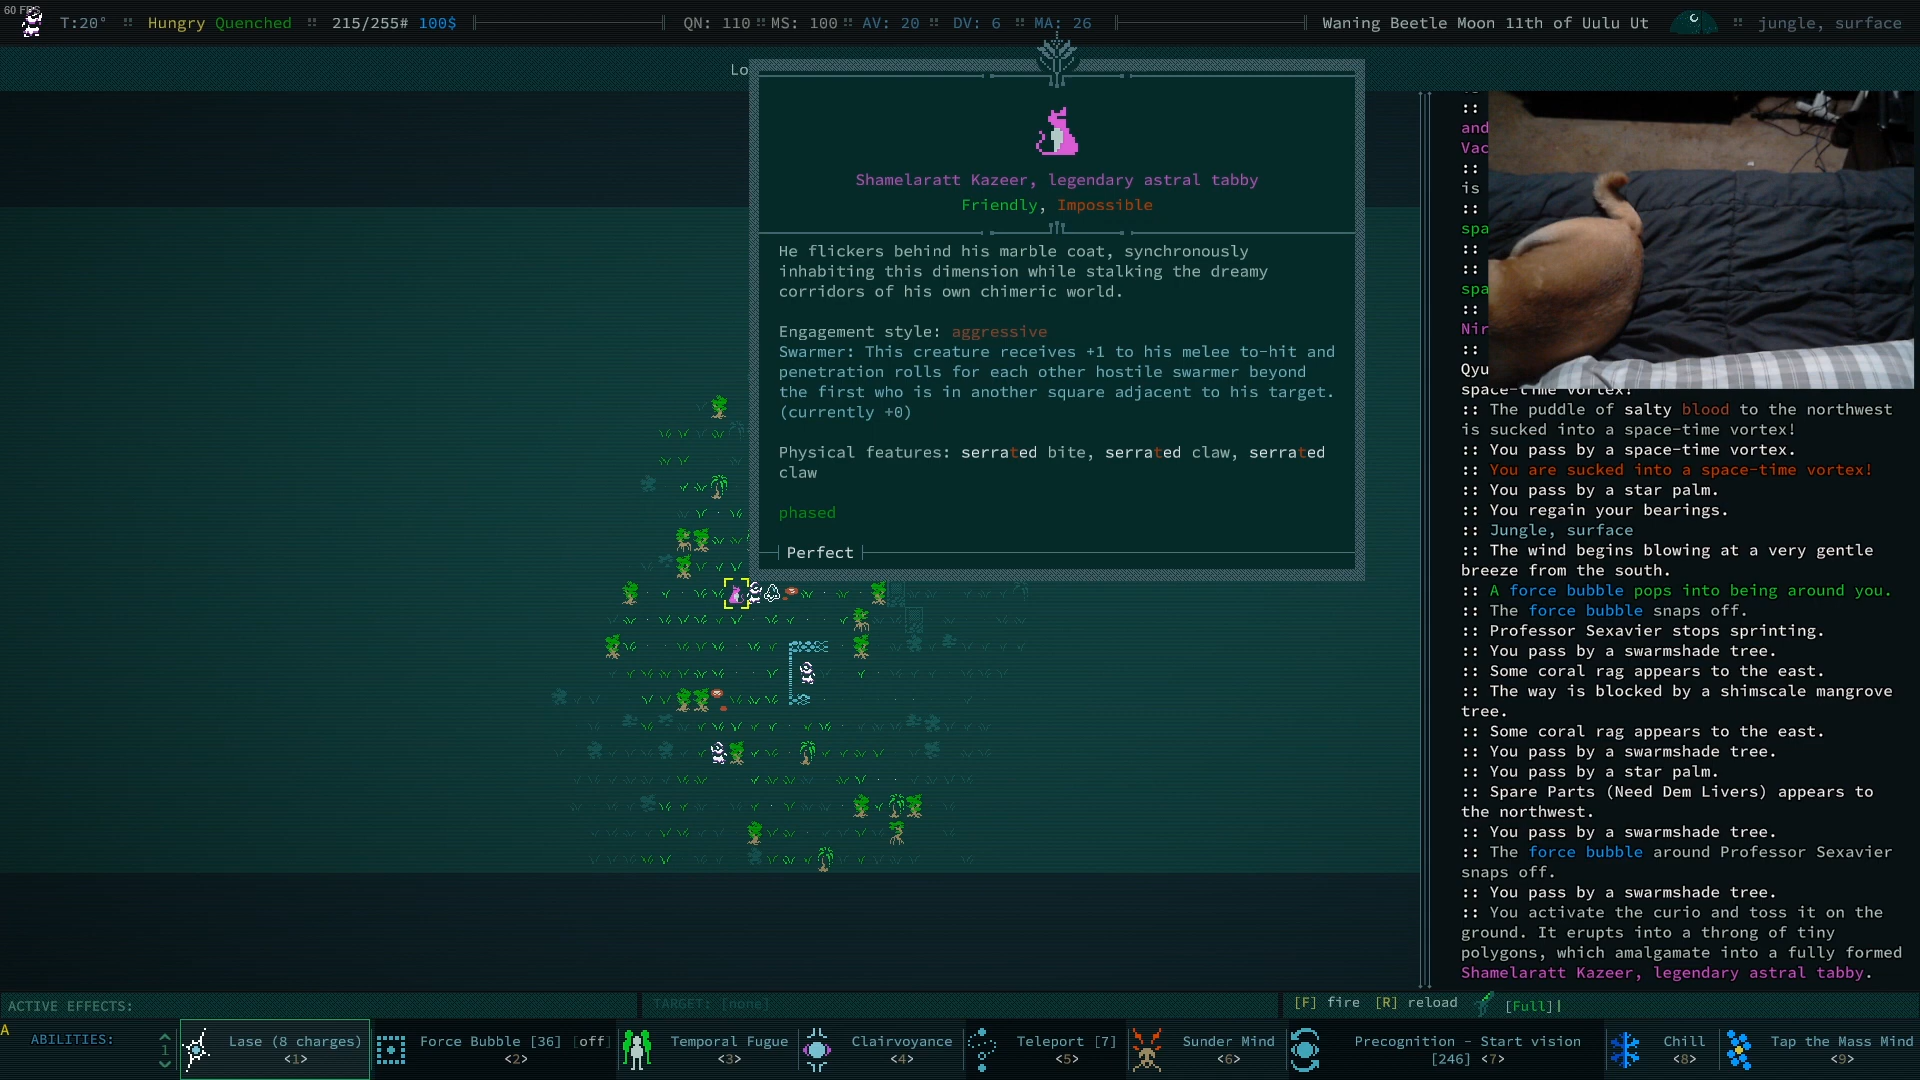 60 FPS
T:20° :: Hungry Quenched :: 215/255# 100$
QN: 110 :: MS: 100 :: AV: 20 :: DV: 6 :: MA: 26
Waning Beetle Moon 11th of Uulu Ut :: jungle, surface
Lo
Shamelaratt Kazeer, legendary astral tabby
Friendly, Impossible
He flickers behind his marble coat, synchronously
inhabiting this dimension while stalking the dreamy
corridors of his own chimeric world.
Engagement style: aggressive
Swarmer: This creature receives +1 to his melee to-hit and
penetration rolls for each other hostile swarmer beyond
the first who is in another square adjacent to his target.
(currently +0)
Physical features: serrated bite, serrated claw, serrated
claw
phased
Perfect
::
and
Vac
::
is
::
spa
::
::
spa
::
Nir
::
Qyu
space-time vortex!
:: The puddle of salty blood to the northwest
is sucked into a space-time vortex!
:: You pass by a space-time vortex.
:: You are sucked into a space-time vortex!
:: You pass by a star palm.
:: You regain your bearings.
:: Jungle, surface
:: The wind begins blowing at a very gentle
breeze from the south.
:: A force bubble pops into being around you.
:: The force bubble snaps off.
:: Professor Sexavier stops sprinting.
:: You pass by a swarmshade tree.
:: Some coral rag appears to the east.
:: The way is blocked by a shimscale mangrove
tree.
:: Some coral rag appears to the east.
:: You pass by a swarmshade tree.
:: You pass by a star palm.
:: Spare Parts (Need Dem Livers) appears to
the northwest.
:: You pass by a swarmshade tree.
:: The force bubble around Professor Sexavier
snaps off.
:: You pass by a swarmshade tree.
:: You activate the curio and toss it on the
ground. It erupts into a throng of tiny
polygons, which amalgamate into a fully formed
Shamelaratt Kazeer, legendary astral tabby.
ACTIVE EFFECTS:
TARGET: [none]
[F] fire [R] reload [Full]
A
ABILITIES:
1
Lase (8 charges)
<1>
Force Bubble [36] [off]
<2>
Temporal Fugue
<3>
Clairvoyance
<4>
Teleport [7]
<5>
Sunder Mind
<6>
Precognition - Start vision
[246] <7>
Chill
<8>
Tap the Mass Mind
<9>